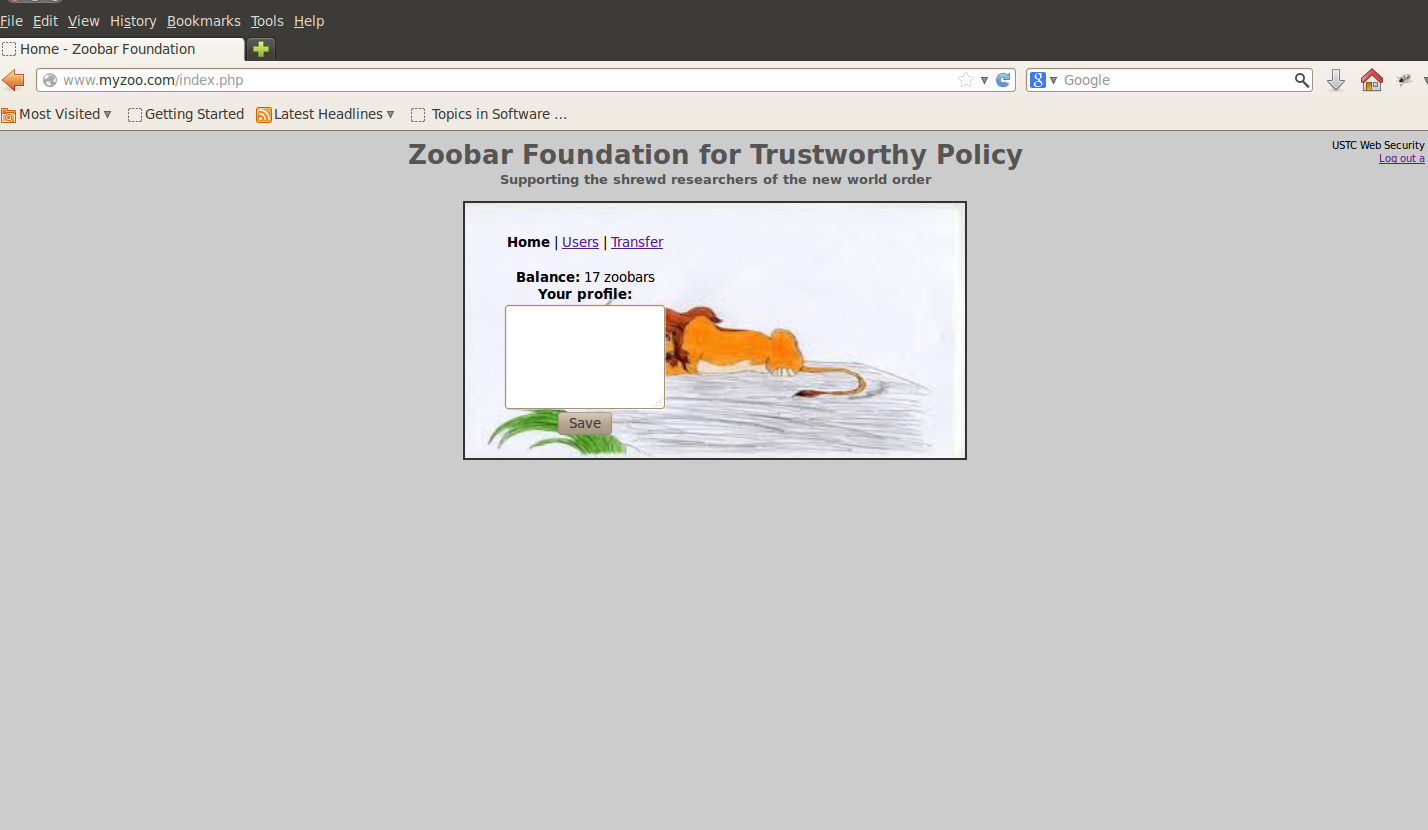 File Edit View History Bookmarks Tools Help
Home - Zoobar Foundation
www.myzoo.com/index.php
Google
Most Visited Getting Started Latest Headlines Topics in Software ...
Zoobar Foundation for Trustworthy Policy
Supporting the shrewd researchers of the new world order
USTC Web Security
Log out a
Home | Users | Transfer
Balance: 17 zoobars
Your profile:
Save